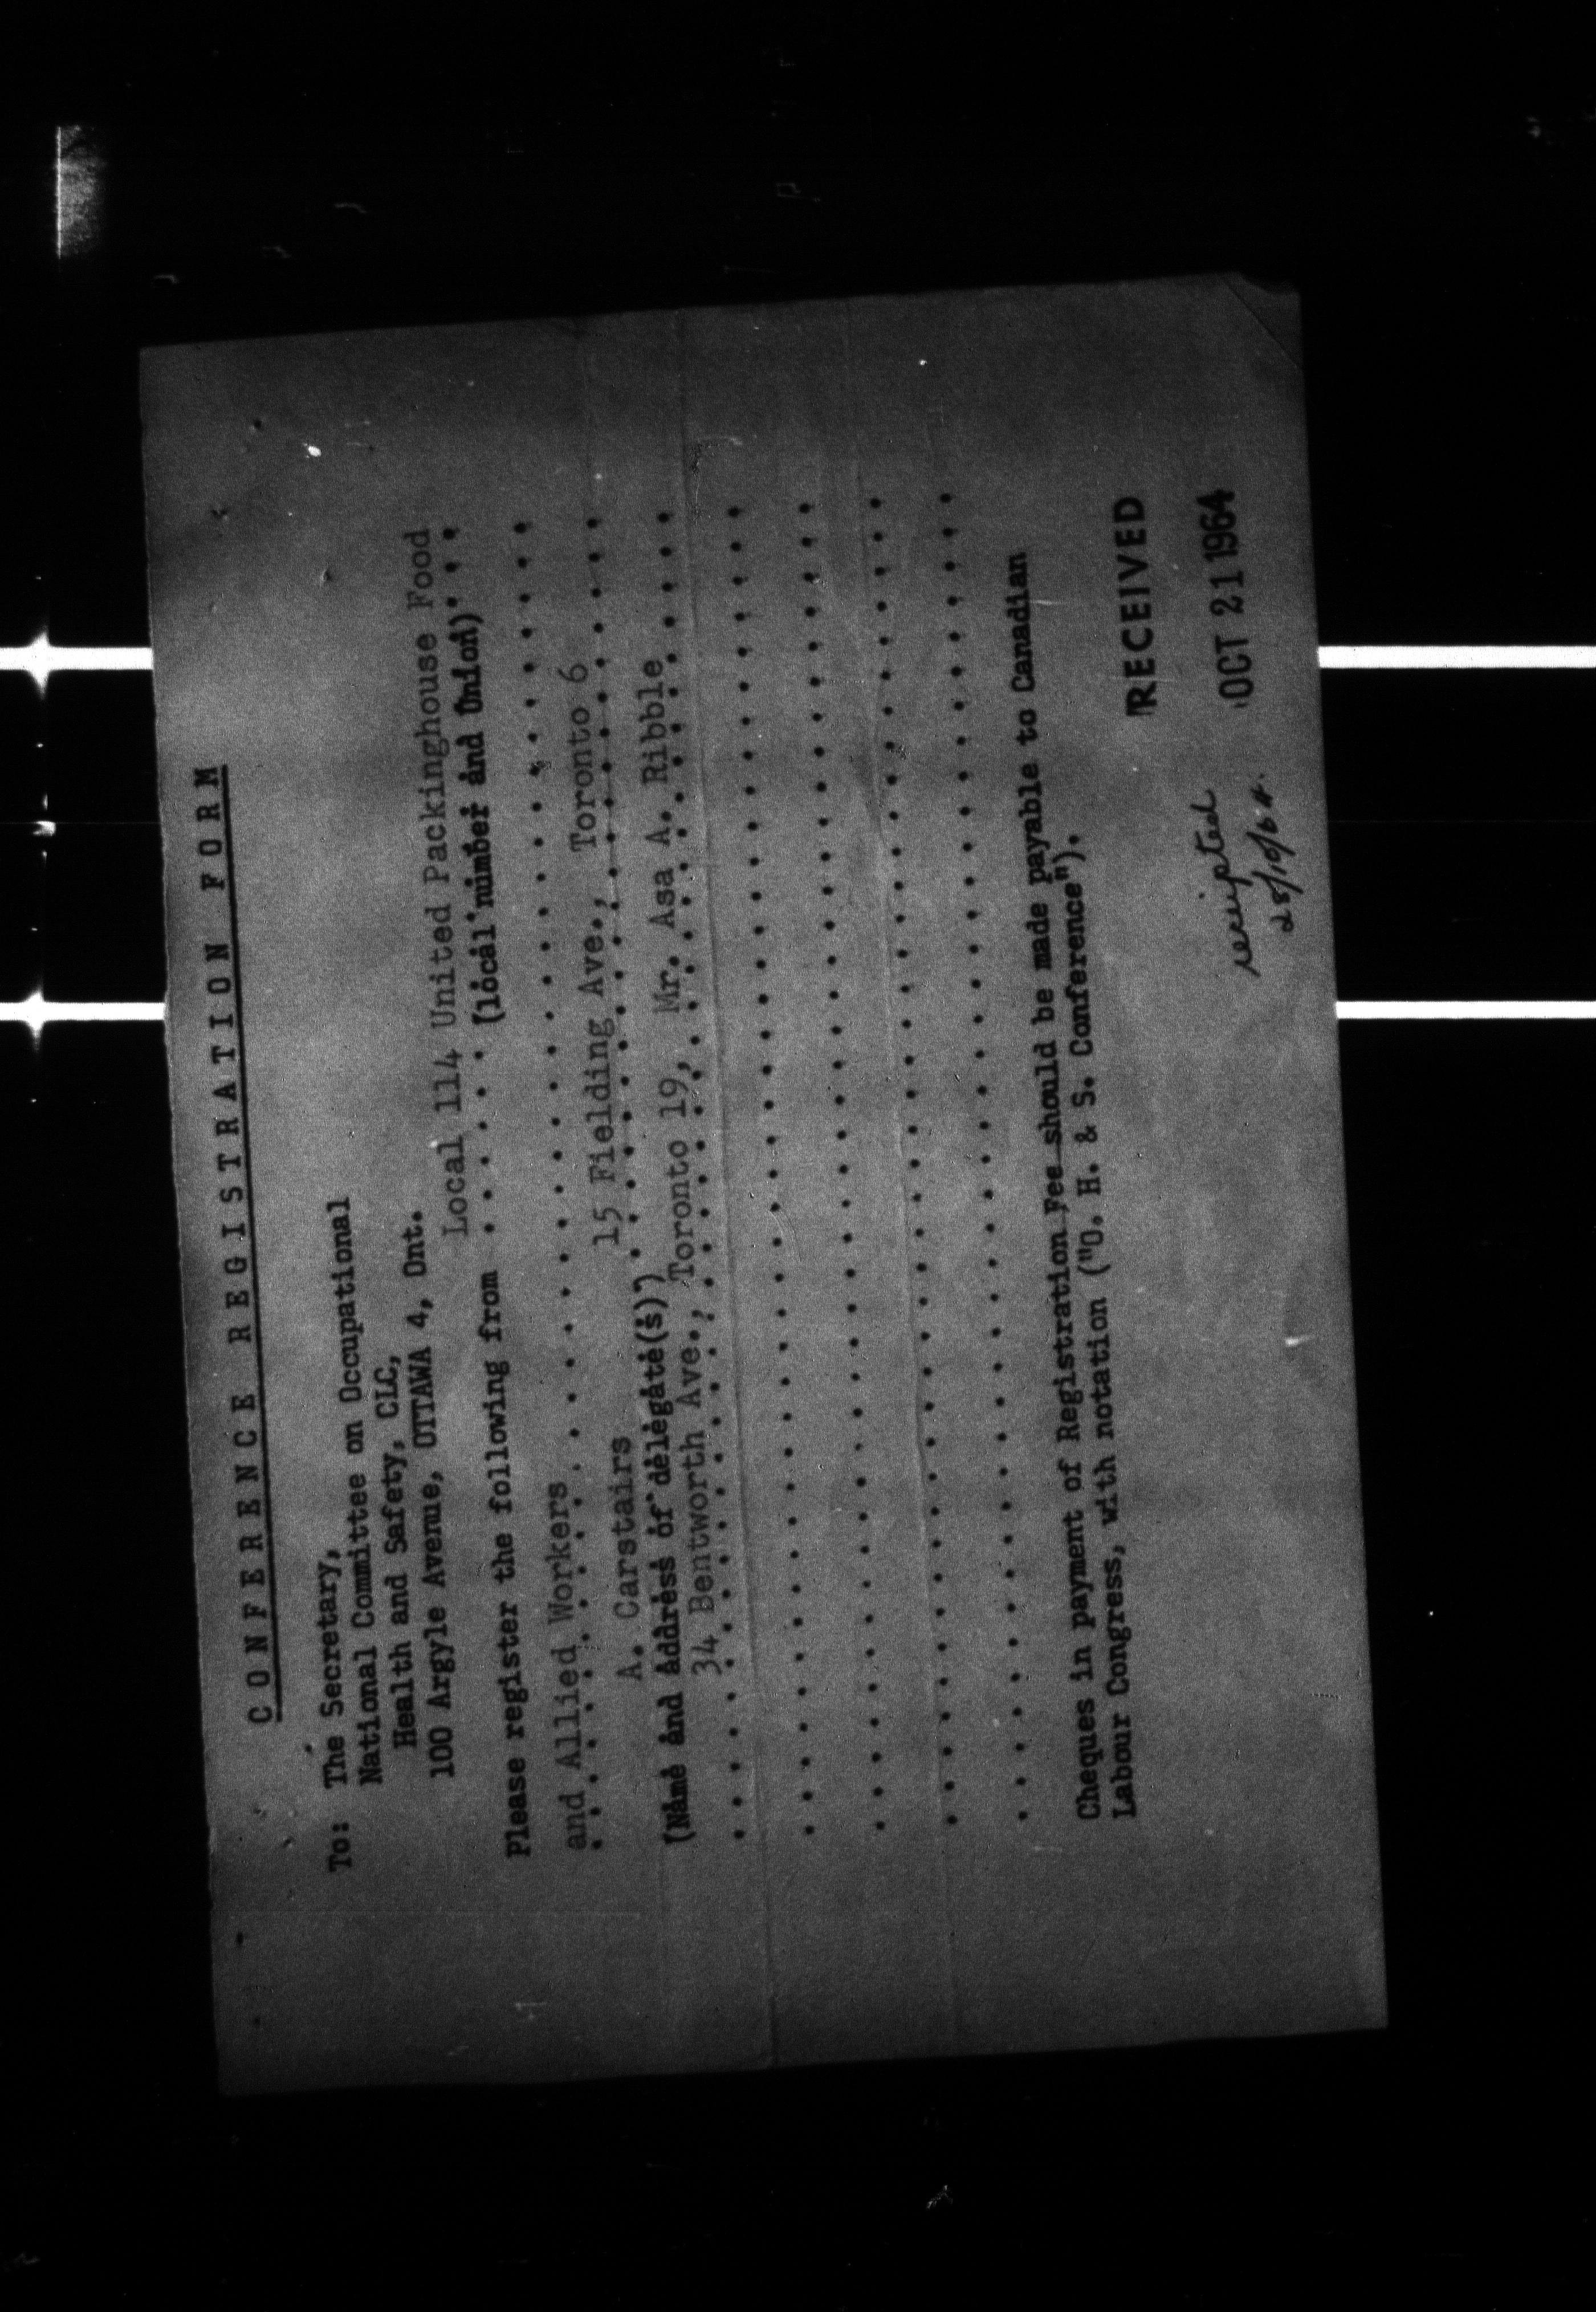 CONFERENCE REGISTRATION FORM
To: The Secretary,
National Committee on Occupational
Health and Safety, CLC,
100 Argyle Avenue, OTTAWA 4, Ont.
Local 114 United Packinghouse Food
Please register the following from . . . . . . . . . . . . . . . . . .
(local number and Union)
and Allied Workers
A. Carstairs 15 Fielding Ave., Toronto 6
(Name and address of delegate(s))
34 Bentworth Ave., Toronto 19, Mr. Asa A. Ribble
Cheques in payment of Registration Fee should be made payable to Canadian
Labour Congress, with notation ("O. H. & S. Conference").
RECEIVED
OCT 21 1964
receipted
28/10/64.